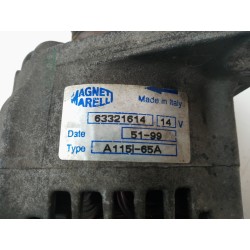 MAGNETI
MARELLI
Made in Italy
63321614 14 V
Date 51-99
Type A115I-65A